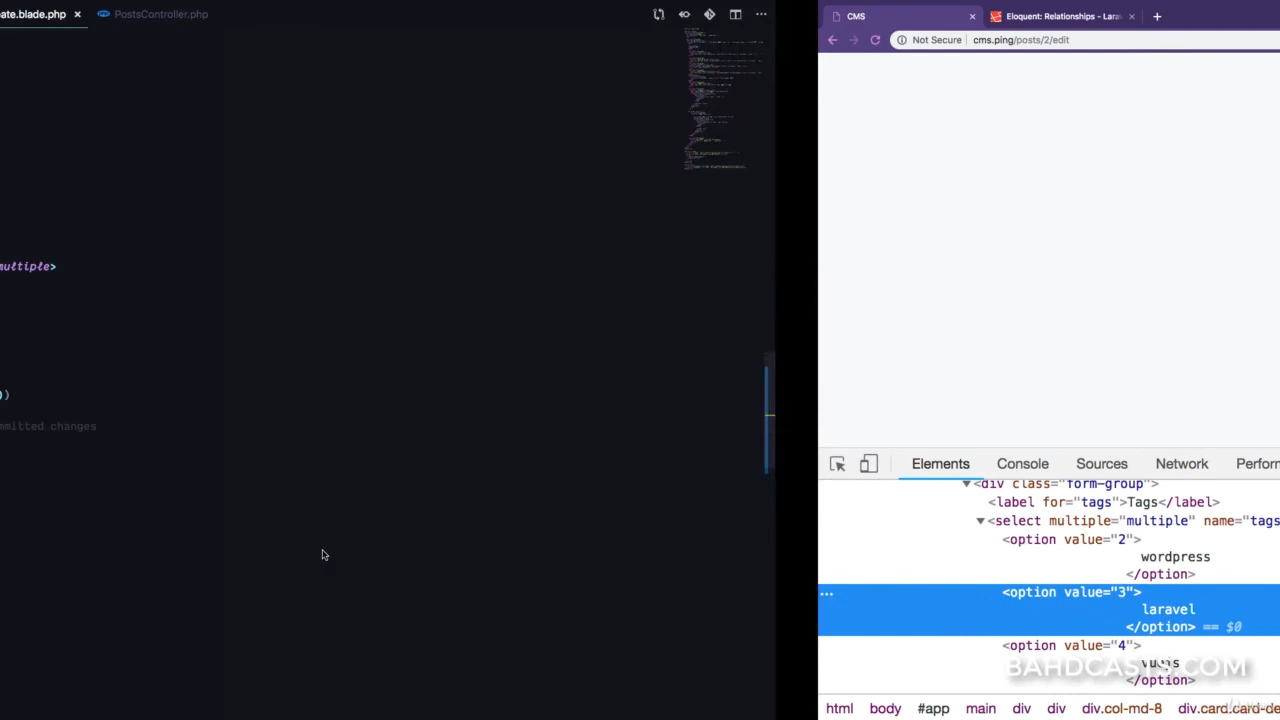 ate.blade.php × PostsController.php
multiple>
)
mmitted changes
CMS × Eloquent: Relationships - Lara × +
Not Secure | cms.ping/posts/2/edit
Elements Console Sources Network Perform
▼<div class="form-group">
<label for="tags">Tags</label>
▼<select multiple="multiple" name="tags
<option value="2">
wordpress
</option>
... <option value="3">
laravel
</option> == $0
<option value="4">
vuejs
</option>
BAHDCASTS.COM
html body #app main div div div.col-md-8 div.card.card-de